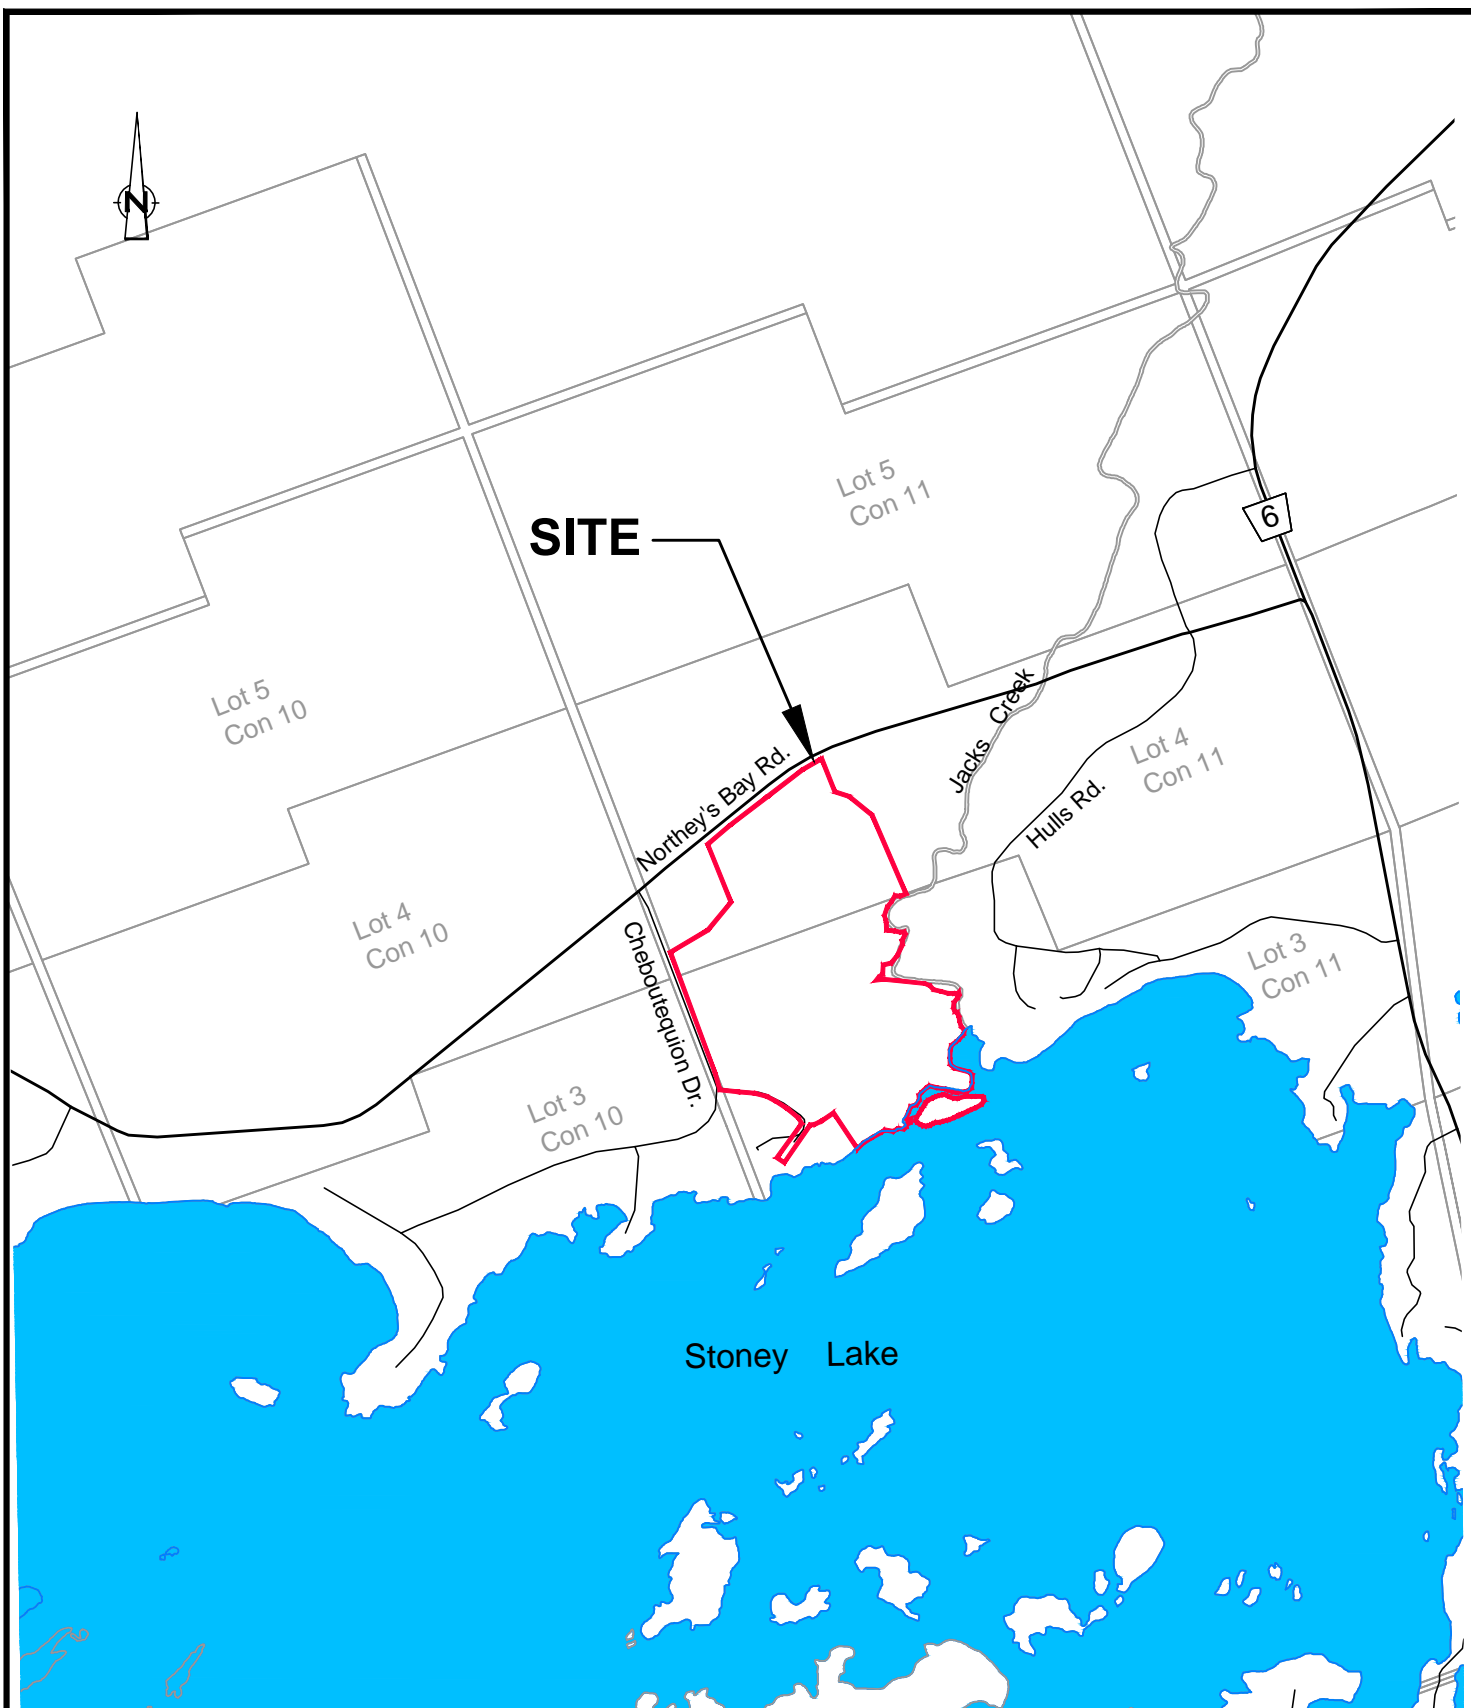 N
Lot 5
Con 11
6
SITE
Lot 5
Con 10
Jacks Creek
Northey's Bay Rd.
Lot 4
Con 11
Hulls Rd.
Lot 4
Con 10
Cheboutequion Dr.
Lot 3
Con 11
Lot 3
Con 10
Stoney Lake